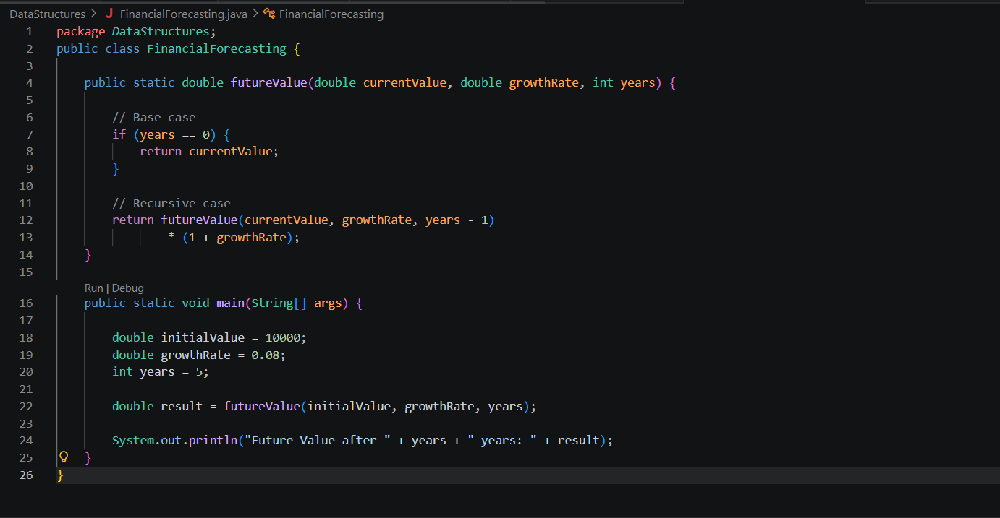 DataStructures > J FinancialForecasting.java > FinancialForecasting
1 package DataStructures;
2 public class FinancialForecasting {
3
4     public static double futureValue(double currentValue, double growthRate, int years) {
5
6         // Base case
7         if (years == 0) {
8             return currentValue;
9         }
10
11         // Recursive case
12         return futureValue(currentValue, growthRate, years - 1)
13                 * (1 + growthRate);
14     }
15
Run | Debug
16     public static void main(String[] args) {
17
18         double initialValue = 10000;
19         double growthRate = 0.08;
20         int years = 5;
21
22         double result = futureValue(initialValue, growthRate, years);
23
24         System.out.println("Future Value after " + years + " years: " + result);
25     }
26 }